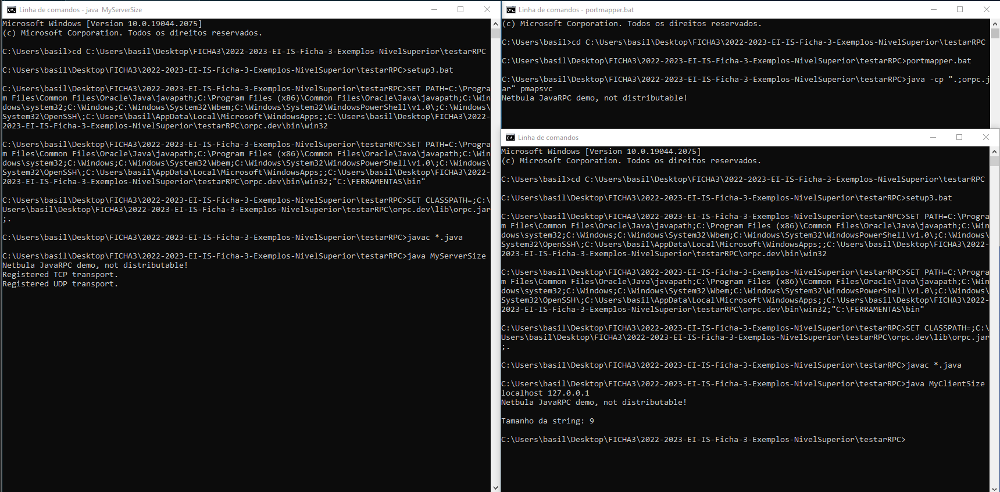 Linha de comandos - java  MyServerSize
Microsoft Windows [Version 10.0.19044.2075]
(c) Microsoft Corporation. Todos os direitos reservados.
C:\Users\basil>cd C:\Users\basil\Desktop\FICHA3\2022-2023-EI-IS-Ficha-3-Exemplos-NivelSuperior\testarRPC
C:\Users\basil\Desktop\FICHA3\2022-2023-EI-IS-Ficha-3-Exemplos-NivelSuperior\testarRPC>setup3.bat
C:\Users\basil\Desktop\FICHA3\2022-2023-EI-IS-Ficha-3-Exemplos-NivelSuperior\testarRPC>SET PATH=C:\Progra
m Files\Common Files\Oracle\Java\javapath;C:\Program Files (x86)\Common Files\Oracle\Java\javapath;C:\Win
dows\system32;C:\Windows;C:\Windows\System32\Wbem;C:\Windows\System32\WindowsPowerShell\v1.0\;C:\Windows\
System32\OpenSSH\;C:\Users\basil\AppData\Local\Microsoft\WindowsApps;;C:\Users\basil\Desktop\FICHA3\2022-
2023-EI-IS-Ficha-3-Exemplos-NivelSuperior\testarRPC\orpc.dev\bin\win32
C:\Users\basil\Desktop\FICHA3\2022-2023-EI-IS-Ficha-3-Exemplos-NivelSuperior\testarRPC>SET PATH=C:\Progra
m Files\Common Files\Oracle\Java\javapath;C:\Program Files (x86)\Common Files\Oracle\Java\javapath;C:\Win
dows\system32;C:\Windows;C:\Windows\System32\Wbem;C:\Windows\System32\WindowsPowerShell\v1.0\;C:\Windows\
System32\OpenSSH\;C:\Users\basil\AppData\Local\Microsoft\WindowsApps;;C:\Users\basil\Desktop\FICHA3\2022-
2023-EI-IS-Ficha-3-Exemplos-NivelSuperior\testarRPC\orpc.dev\bin\win32;"C:\FERRAMENTAS\bin"
C:\Users\basil\Desktop\FICHA3\2022-2023-EI-IS-Ficha-3-Exemplos-NivelSuperior\testarRPC>SET CLASSPATH=;C:\
Users\basil\Desktop\FICHA3\2022-2023-EI-IS-Ficha-3-Exemplos-NivelSuperior\testarRPC\orpc.dev\lib\orpc.jar
;.
C:\Users\basil\Desktop\FICHA3\2022-2023-EI-IS-Ficha-3-Exemplos-NivelSuperior\testarRPC>javac *.java
C:\Users\basil\Desktop\FICHA3\2022-2023-EI-IS-Ficha-3-Exemplos-NivelSuperior\testarRPC>java MyServerSize
Netbula JavaRPC demo, not distributable!
Registered TCP transport.
Registered UDP transport.
Linha de comandos - portmapper.bat
(c) Microsoft Corporation. Todos os direitos reservados.
C:\Users\basil>cd C:\Users\basil\Desktop\FICHA3\2022-2023-EI-IS-Ficha-3-Exemplos-NivelSuperior\testarRPC
C:\Users\basil\Desktop\FICHA3\2022-2023-EI-IS-Ficha-3-Exemplos-NivelSuperior\testarRPC>portmapper.bat
C:\Users\basil\Desktop\FICHA3\2022-2023-EI-IS-Ficha-3-Exemplos-NivelSuperior\testarRPC>java -cp ".;orpc.j
ar" pmapsvc
Netbula JavaRPC demo, not distributable!
Linha de comandos
Microsoft Windows [Version 10.0.19044.2075]
(c) Microsoft Corporation. Todos os direitos reservados.
C:\Users\basil>cd C:\Users\basil\Desktop\FICHA3\2022-2023-EI-IS-Ficha-3-Exemplos-NivelSuperior\testarRPC
C:\Users\basil\Desktop\FICHA3\2022-2023-EI-IS-Ficha-3-Exemplos-NivelSuperior\testarRPC>setup3.bat
C:\Users\basil\Desktop\FICHA3\2022-2023-EI-IS-Ficha-3-Exemplos-NivelSuperior\testarRPC>SET PATH=C:\Progra
m Files\Common Files\Oracle\Java\javapath;C:\Program Files (x86)\Common Files\Oracle\Java\javapath;C:\Win
dows\system32;C:\Windows;C:\Windows\System32\Wbem;C:\Windows\System32\WindowsPowerShell\v1.0\;C:\Windows\
System32\OpenSSH\;C:\Users\basil\AppData\Local\Microsoft\WindowsApps;;C:\Users\basil\Desktop\FICHA3\2022-
2023-EI-IS-Ficha-3-Exemplos-NivelSuperior\testarRPC\orpc.dev\bin\win32
C:\Users\basil\Desktop\FICHA3\2022-2023-EI-IS-Ficha-3-Exemplos-NivelSuperior\testarRPC>SET PATH=C:\Progra
m Files\Common Files\Oracle\Java\javapath;C:\Program Files (x86)\Common Files\Oracle\Java\javapath;C:\Win
dows\system32;C:\Windows;C:\Windows\System32\Wbem;C:\Windows\System32\WindowsPowerShell\v1.0\;C:\Windows\
System32\OpenSSH\;C:\Users\basil\AppData\Local\Microsoft\WindowsApps;;C:\Users\basil\Desktop\FICHA3\2022-
2023-EI-IS-Ficha-3-Exemplos-NivelSuperior\testarRPC\orpc.dev\bin\win32;"C:\FERRAMENTAS\bin"
C:\Users\basil\Desktop\FICHA3\2022-2023-EI-IS-Ficha-3-Exemplos-NivelSuperior\testarRPC>SET CLASSPATH=;C:\
Users\basil\Desktop\FICHA3\2022-2023-EI-IS-Ficha-3-Exemplos-NivelSuperior\testarRPC\orpc.dev\lib\orpc.jar
;.
C:\Users\basil\Desktop\FICHA3\2022-2023-EI-IS-Ficha-3-Exemplos-NivelSuperior\testarRPC>javac *.java
C:\Users\basil\Desktop\FICHA3\2022-2023-EI-IS-Ficha-3-Exemplos-NivelSuperior\testarRPC>java MyClientSize
localhost 127.0.0.1
Netbula JavaRPC demo, not distributable!
Tamanho da string: 9
C:\Users\basil\Desktop\FICHA3\2022-2023-EI-IS-Ficha-3-Exemplos-NivelSuperior\testarRPC>